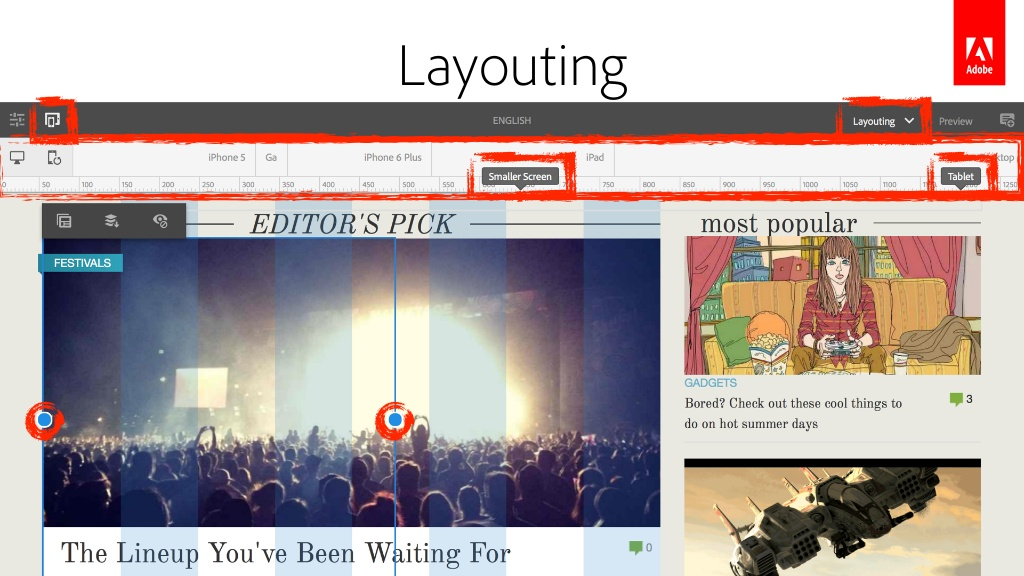 Layouting
Adobe
ENGLISH
Layouting
Preview
iPhone 5
Ga
iPhone 6 Plus
iPad
ktop
Smaller Screen
Tablet
0 50 100 150 200 250 300 350 400 450 500 550 750 800 850 900 950 1000 1050 1100 1250
EDITOR'S PICK
most popular
FESTIVALS
GADGETS
Bored? Check out these cool things to
do on hot summer days
3
The Lineup You've Been Waiting For
0